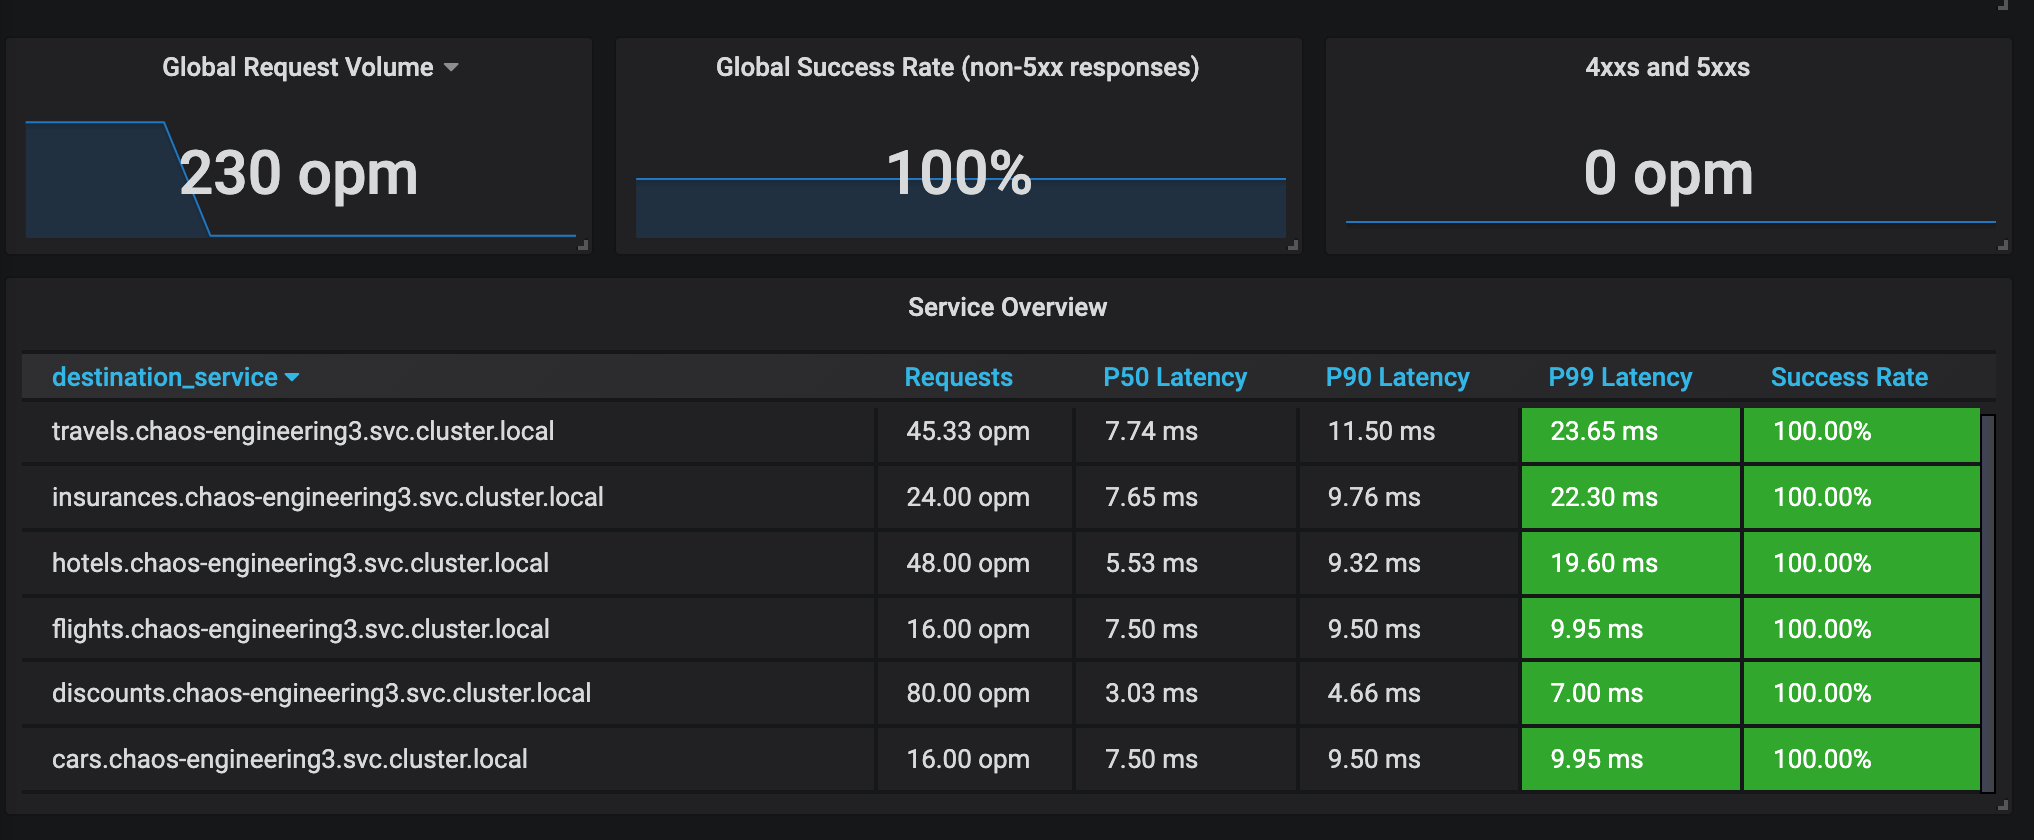 Global Request Volume
230 opm
Global Success Rate (non-5xx responses)
100%
4xxs and 5xxs
0 opm
Service Overview
destination_service Requests P50 Latency P90 Latency P99 Latency Success Rate
travels.chaos-engineering3.svc.cluster.local 45.33 opm 7.74 ms 11.50 ms 23.65 ms 100.00%
insurances.chaos-engineering3.svc.cluster.local 24.00 opm 7.65 ms 9.76 ms 22.30 ms 100.00%
hotels.chaos-engineering3.svc.cluster.local 48.00 opm 5.53 ms 9.32 ms 19.60 ms 100.00%
flights.chaos-engineering3.svc.cluster.local 16.00 opm 7.50 ms 9.50 ms 9.95 ms 100.00%
discounts.chaos-engineering3.svc.cluster.local 80.00 opm 3.03 ms 4.66 ms 7.00 ms 100.00%
cars.chaos-engineering3.svc.cluster.local 16.00 opm 7.50 ms 9.50 ms 9.95 ms 100.00%